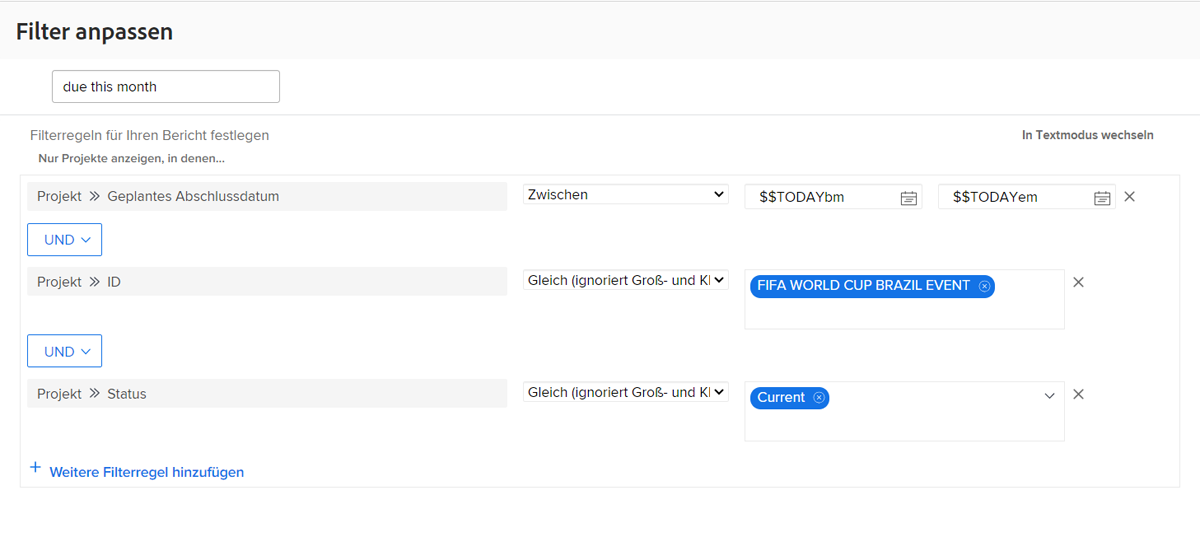 Filter anpassen
due this month
Filterregeln für Ihren Bericht festlegen
In Textmodus wechseln
Nur Projekte anzeigen, in denen...
Projekt » Geplantes Abschlussdatum Zwischen $$TODAYbm $$TODAYem
UND
Projekt » ID Gleich (ignoriert Groß- und Kl FIFA WORLD CUP BRAZIL EVENT
UND
Projekt » Status Gleich (ignoriert Groß- und Kl Current
+ Weitere Filterregel hinzufügen